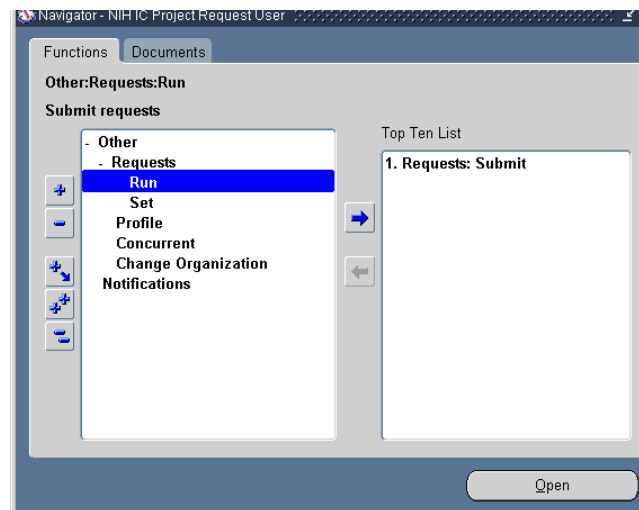 Navigator - NIH IC Project Request User
Functions Documents
Other:Requests:Run
Submit requests
- Other
- Requests
Run
Set
Profile
Concurrent
Change Organization
Notifications
Top Ten List
1. Requests: Submit
Open